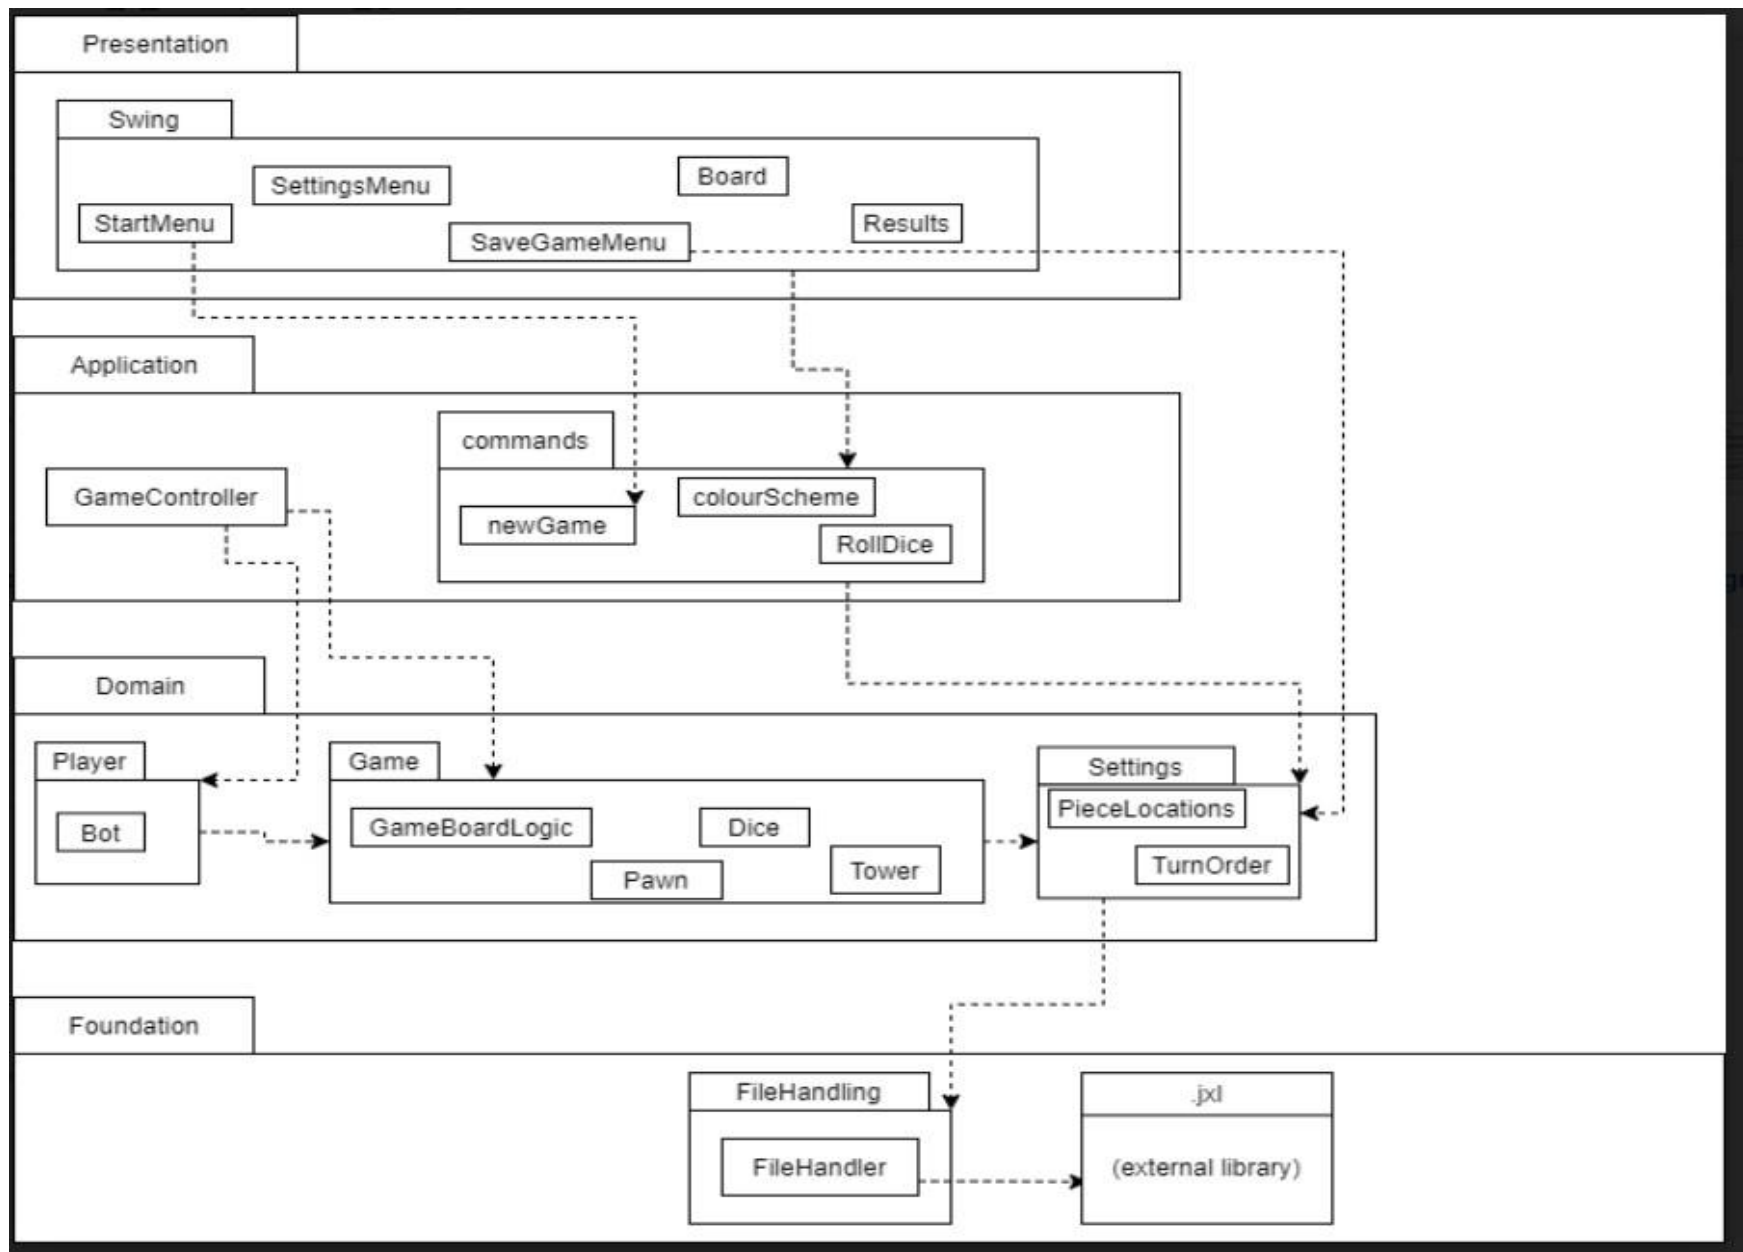 Presentation
Swing
SettingsMenu
Board
StartMenu
SaveGameMenu
Results
Application
commands
GameController
newGame
colourScheme
RollDice
Domain
Player
Game
Settings
Bot
GameBoardLogic
Dice
Pawn
Tower
PieceLocations
TurnOrder
Foundation
FileHandling
FileHandler
.jxl
(external library)